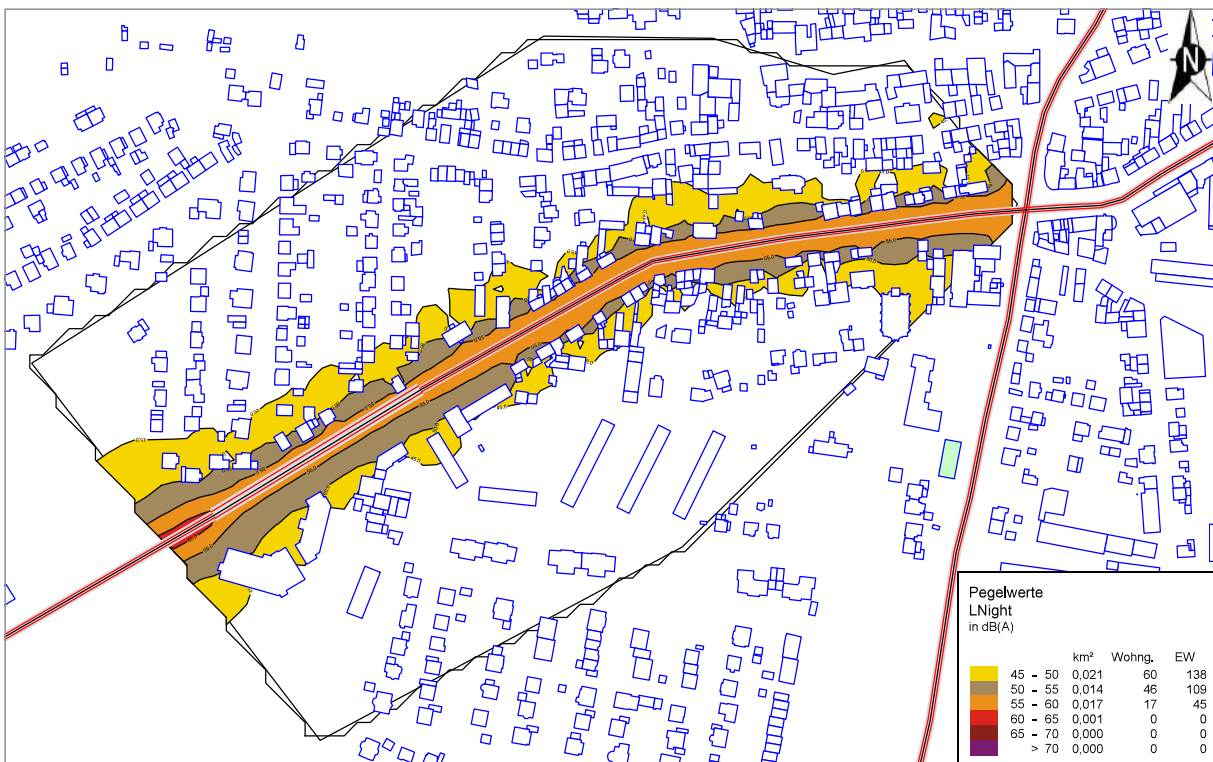 N
Pegelwerte
LNight
in dB(A)
km² Wohng. EW
45 - 50 0,021 60 138
50 - 55 0,014 46 109
55 - 60 0,017 17 45
60 - 65 0,001 0 0
65 - 70 0,000 0 0
> 70 0,000 0 0